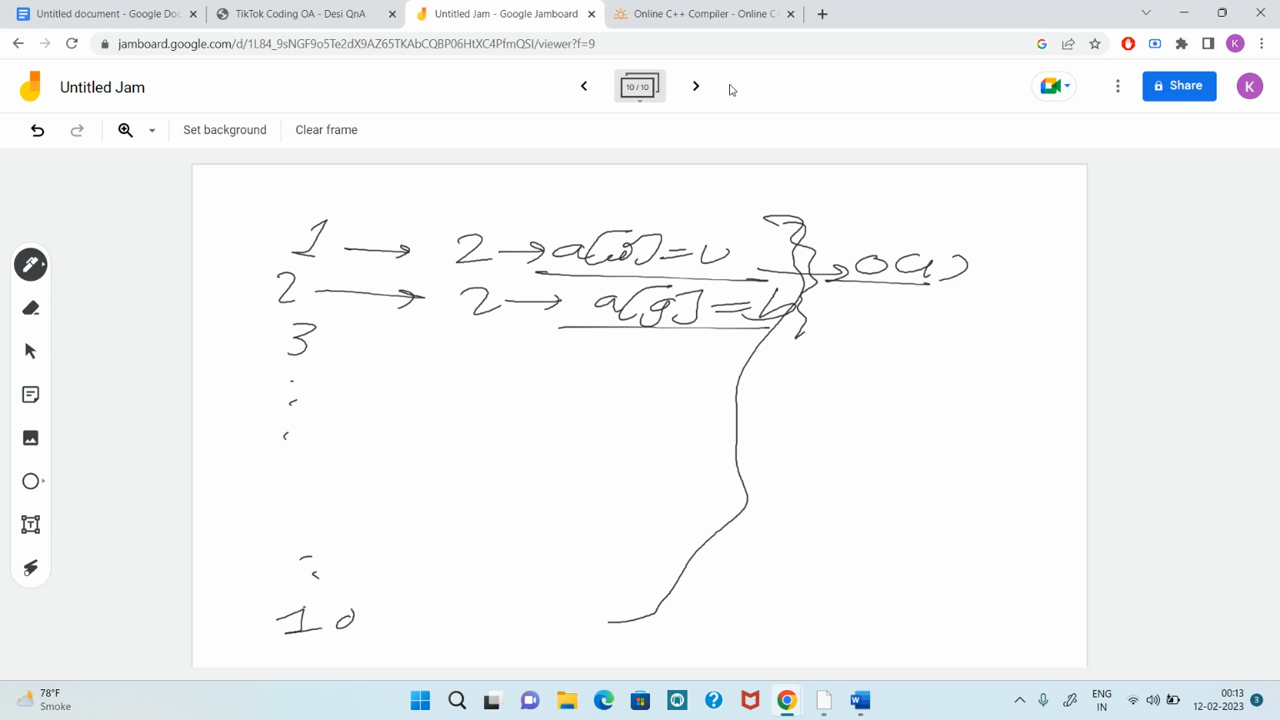 Untitled document - Google Doc
TikTok Coding OA - Desi QnA
Untitled Jam - Google Jamboard
Online C++ Compiler - Online C
jamboard.google.com/d/1L84_9sNGF9o5Te2dX9AZ65TKAbCQBP06HtXC4PfmQSI/viewer?f=9
K
Untitled Jam
10 / 10
Share
K
Set background
Clear frame
1 → 2 → a[ ] = → O(1)
2 → 2 → a[g] = b
3
10
78°F
Smoke
ENG
IN
00:13
12-02-2023
3